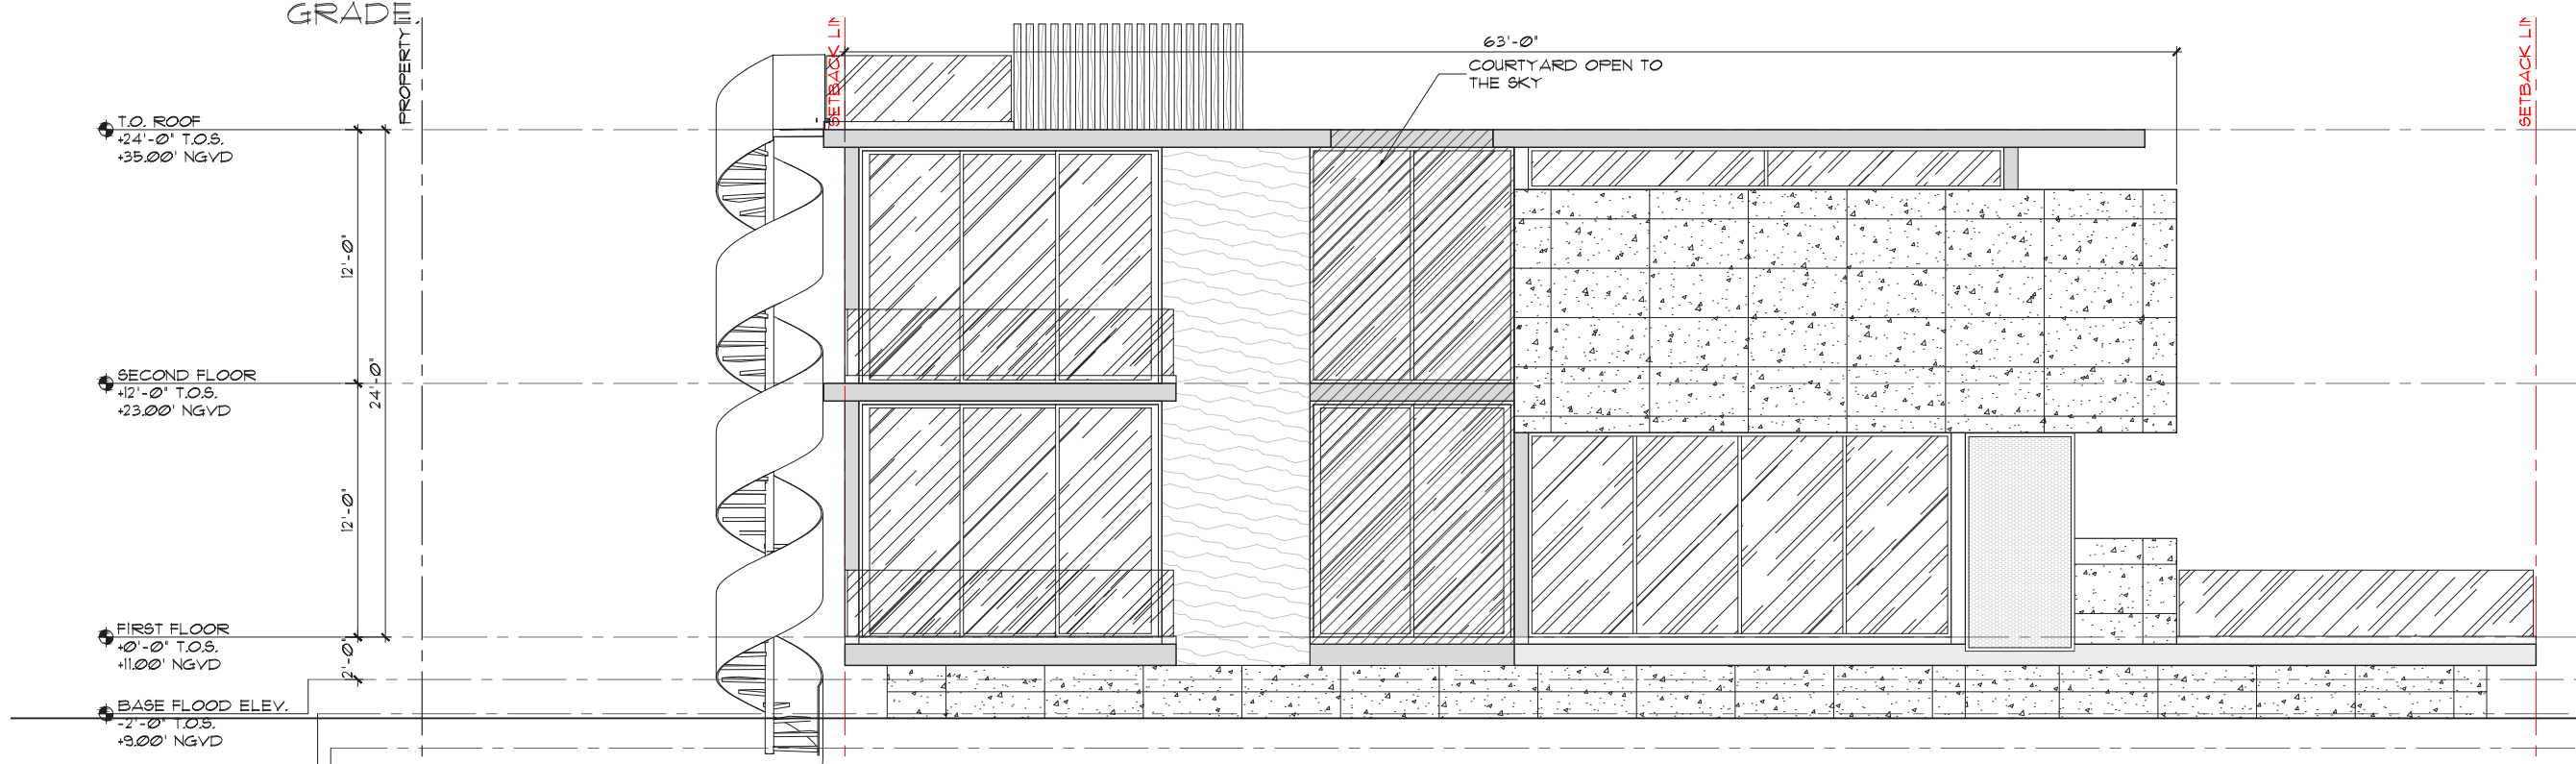 GRADE.
PROPERTY
SETBACK LIN
63'-0"
SETBACK LIN
COURTYARD OPEN TO
THE SKY
T.O. ROOF
+24'-0" T.O.S.
+35.00' NGVD
12'-0"
24'-0"
SECOND FLOOR
+12'-0" T.O.S.
+23.00' NGVD
12'-0"
FIRST FLOOR
+0'-0" T.O.S.
+11.00' NGVD
2'-0"
BASE FLOOD ELEV.
-2'-0" T.O.S.
+9.00' NGVD